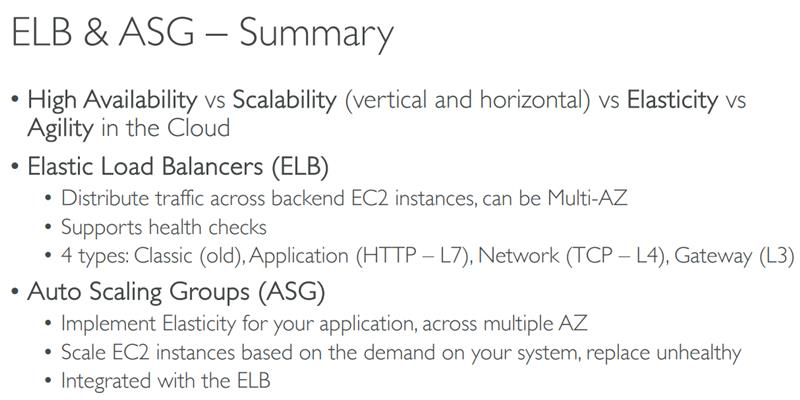 ELB & ASG – Summary
• High Availability vs Scalability (vertical and horizontal) vs Elasticity vs
Agility in the Cloud
• Elastic Load Balancers (ELB)
• Distribute traffic across backend EC2 instances, can be Multi-AZ
• Supports health checks
• 4 types: Classic (old), Application (HTTP – L7), Network (TCP – L4), Gateway (L3)
• Auto Scaling Groups (ASG)
• Implement Elasticity for your application, across multiple AZ
• Scale EC2 instances based on the demand on your system, replace unhealthy
• Integrated with the ELB